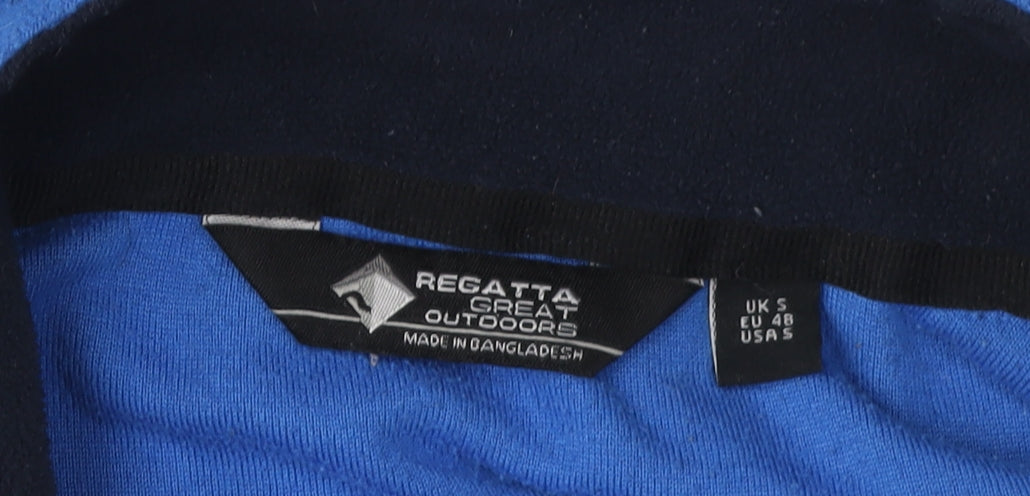 REGATTA
GREAT
OUTDOORS
MADE IN BANGLADESH
UK S
EU 48
USA S